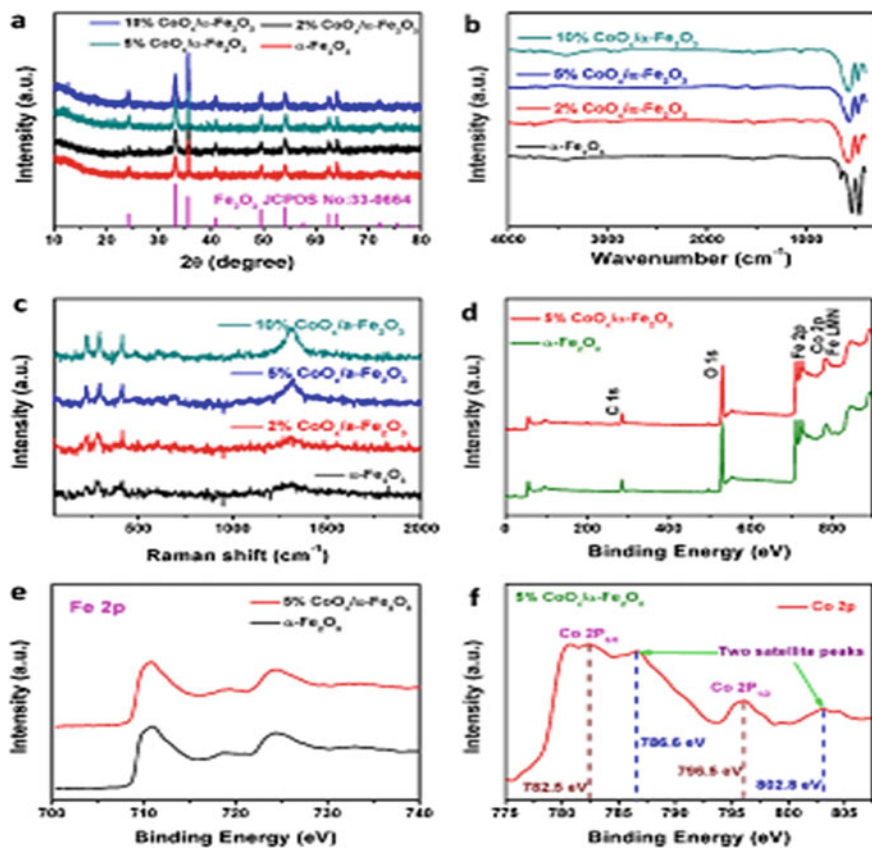 a
10% CoOₓ/α-Fe₂O₃
2% CoOₓ/α-Fe₂O₃
5% CoOₓ/α-Fe₂O₃
α-Fe₂O₃
Fe₂O₃ JCPDS No:33-0664
Intensity (a.u.)
10 20 30 40 50 60 70 80
2θ (degree)
b
10% CoOₓ/α-Fe₂O₃
5% CoOₓ/α-Fe₂O₃
2% CoOₓ/α-Fe₂O₃
α-Fe₂O₃
Intensity (a.u.)
4000 3000 2000 1000
Wavenumber (cm⁻¹)
c
10% CoOₓ/a-Fe₂O₃
5% CoOₓ/a-Fe₂O₃
2% CoOₓ/a-Fe₂O₃
α-Fe₂O₃
Intensity (a.u.)
500 1000 1500 2000
Raman shift (cm⁻¹)
d
5% CoOₓ/α-Fe₂O₃
α-Fe₂O₃
C 1s
O 1s
Fe 2p
Co 2p
Fe LMN
Intensity (a.u.)
0 200 400 600 800
Binding Energy (eV)
e
Fe 2p
5% CoOₓ/α-Fe₂O₃
α-Fe₂O₃
Intensity (a.u.)
700 710 720 730 740
Binding Energy (eV)
f
5% CoOₓ/α-Fe₂O₃
Co 2p
Co 2P₃/₂
Two satellite peaks
Co 2P₁/₂
786.6 eV
796.5 eV
782.5 eV
802.8 eV
Intensity (a.u.)
775 780 785 790 795 800 805
Binding Energy (eV)